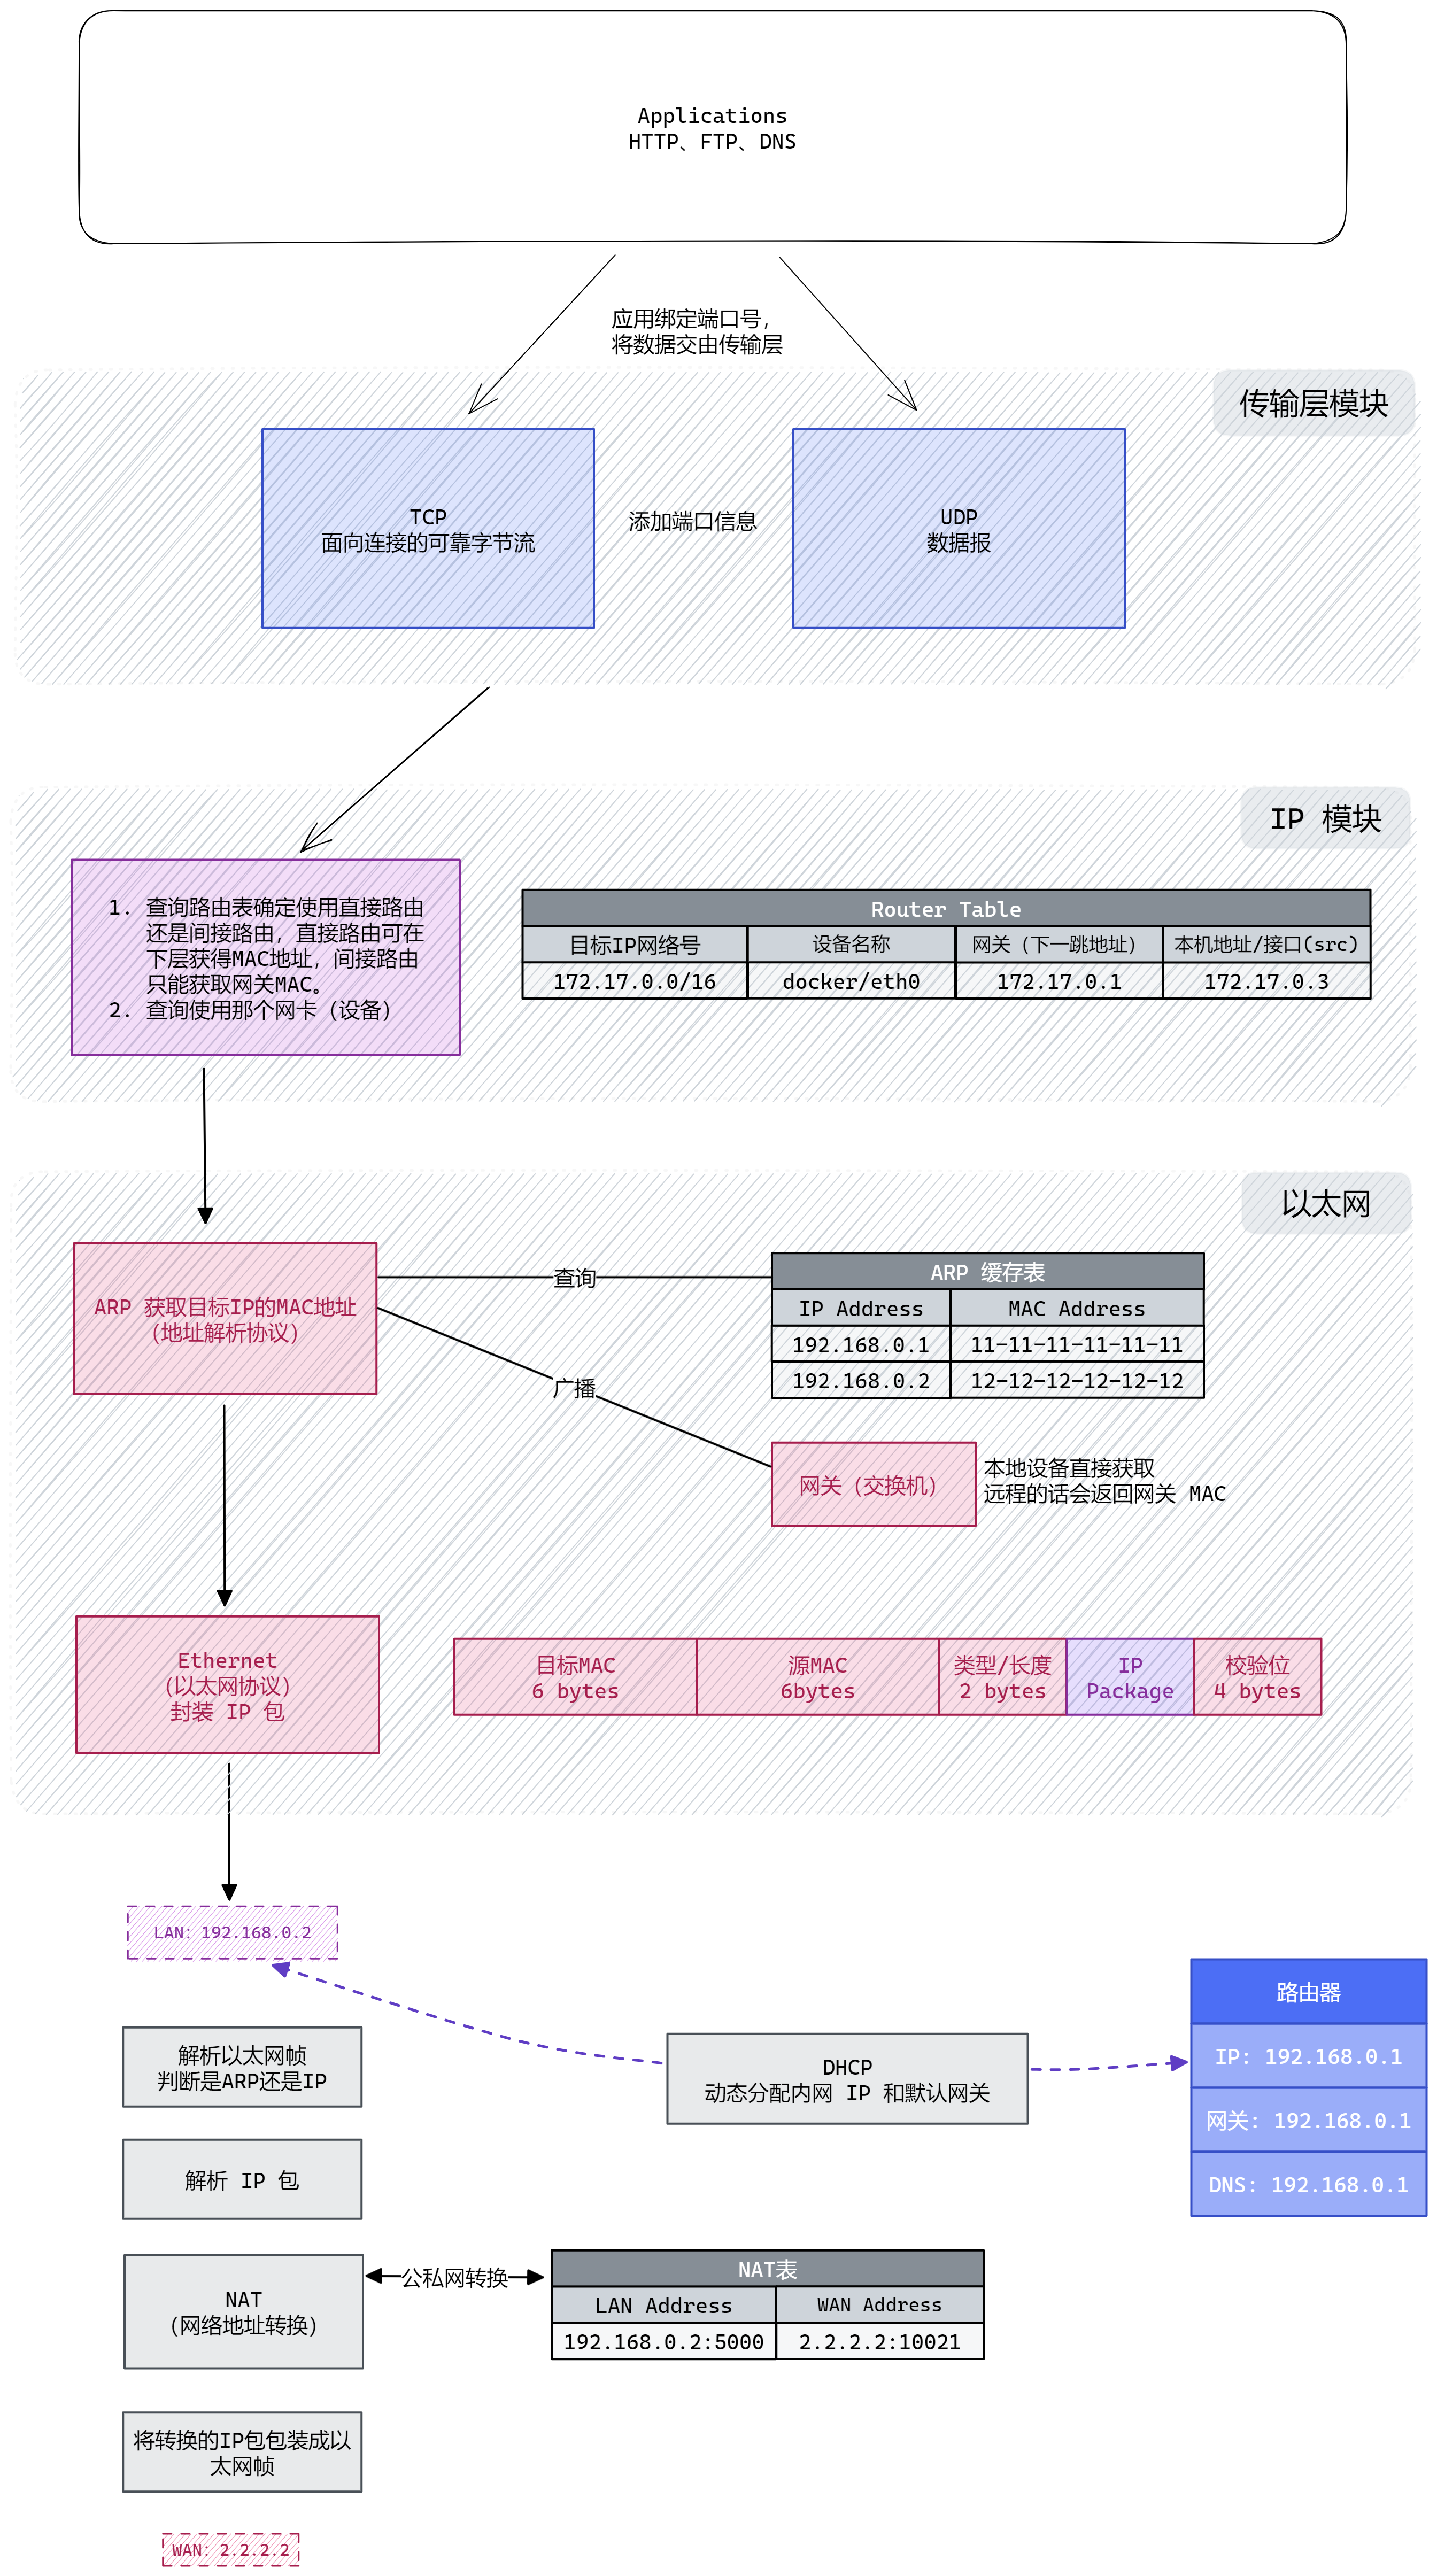 Applications
HTTP、FTP、DNS
应用绑定端口号，
将数据交由传输层
传输层模块
TCP
面向连接的可靠字节流
添加端口信息
UDP
数据报
IP 模块
1. 查询路由表确定使用直接路由
还是间接路由，直接路由可在
下层获得MAC地址，间接路由
只能获取网关MAC。
2. 查询使用那个网卡（设备）
Router Table
目标IP网络号
设备名称
网关（下一跳地址）
本机地址/接口(src)
172.17.0.0/16
docker/eth0
172.17.0.1
172.17.0.3
以太网
ARP 获取目标IP的MAC地址
（地址解析协议）
查询
ARP 缓存表
IP Address
MAC Address
192.168.0.1
11-11-11-11-11-11
192.168.0.2
12-12-12-12-12-12
广播
网关（交换机）
本地设备直接获取
远程的话会返回网关 MAC
Ethernet
（以太网协议）
封装 IP 包
目标MAC
6 bytes
源MAC
6bytes
类型/长度
2 bytes
IP
Package
校验位
4 bytes
LAN: 192.168.0.2
路由器
IP: 192.168.0.1
网关: 192.168.0.1
DNS: 192.168.0.1
DHCP
动态分配内网 IP 和默认网关
解析以太网帧
判断是ARP还是IP
解析 IP 包
NAT
（网络地址转换）
公私网转换
NAT表
LAN Address
WAN Address
192.168.0.2:5000
2.2.2.2:10021
将转换的IP包包装成以
太网帧
WAN: 2.2.2.2